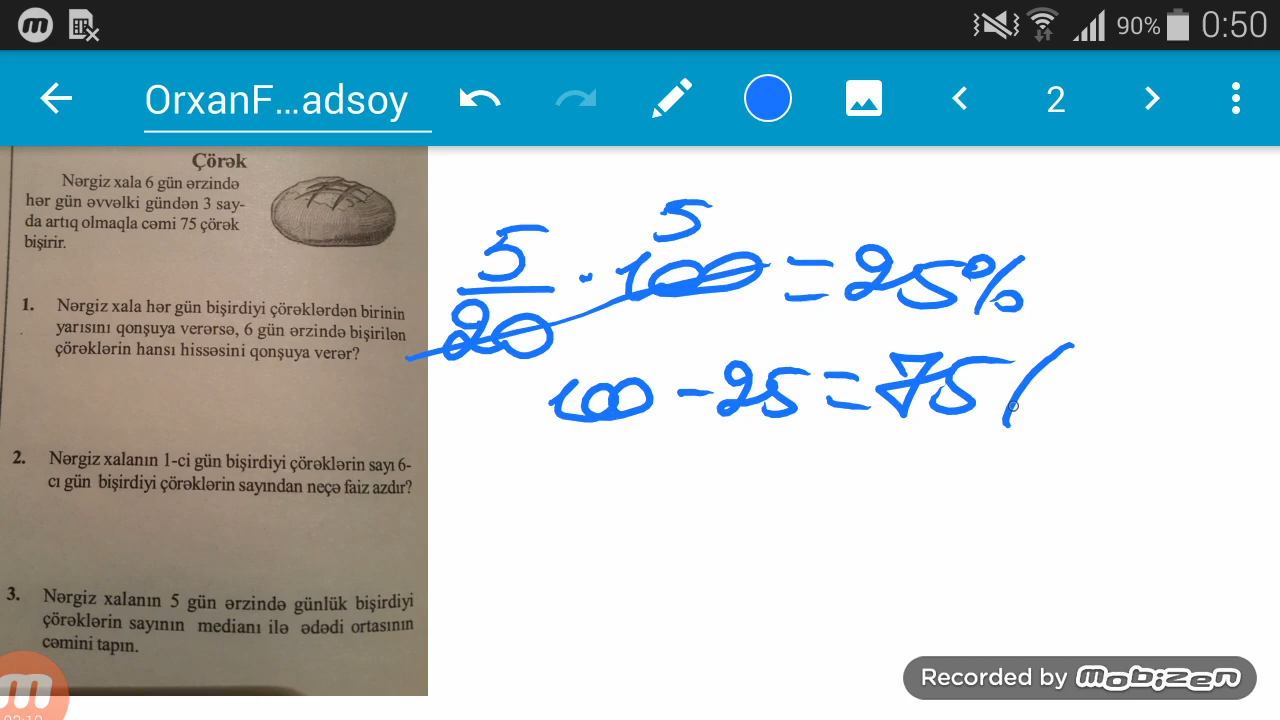 90% 0:50
OrxanF...adsoy 2
Çörək
Nərgiz xala 6 gün ərzində
hər gün əvvəlki gündən 3 say-
da artıq olmaqla cəmi 75 çörək
bişirir.
1. Nərgiz xala hər gün bişirdiyi çörəklərdən birinin
yarısını qonşuya verərsə, 6 gün ərzində bişirilən
çörəklərin hansı hissəsini qonşuya verər?
2. Nərgiz xalanın 1-ci gün bişirdiyi çörəklərin sayı 6-
cı gün bişirdiyi çörəklərin sayından neçə faiz azdır?
3. Nərgiz xalanın 5 gün ərzində günlük bişirdiyi
çörəklərin sayının medianı ilə ədədi ortasının
cəmini tapın.
5
5/20 · 100 = 25%
100 - 25 = 75 (
Recorded by Mobizen